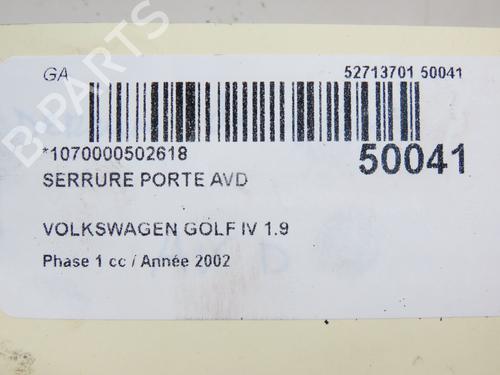 GA 52713701 50041
*1070000502618 50041
SERRURE PORTE AVD
VOLKSWAGEN GOLF IV 1.9
Phase 1 cc / Année 2002
B-PARTS